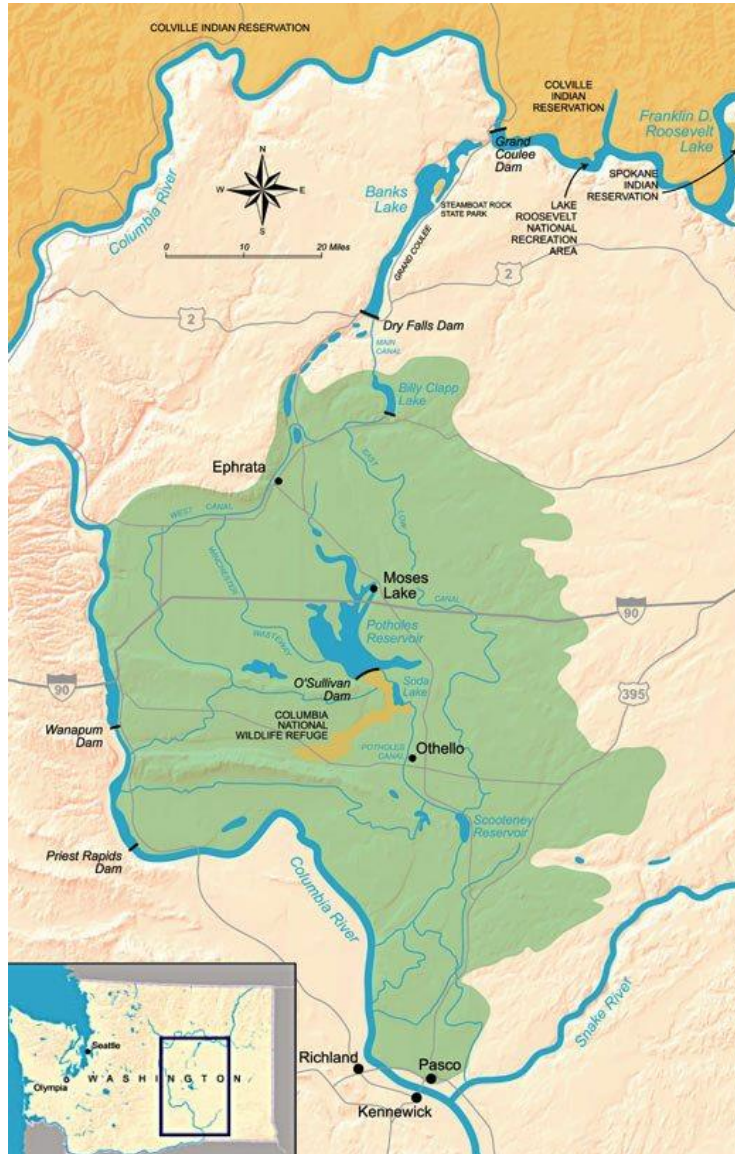 COLVILLE INDIAN RESERVATION
COLVILLE
INDIAN
RESERVATION
Franklin D.
Roosevelt
Lake
Grand
Coulee
Dam
SPOKANE
INDIAN
RESERVATION
LAKE
ROOSEVELT
NATIONAL
RECREATION
AREA
Banks
Lake
STEAMBOAT ROCK
STATE PARK
GRAND COULEE
Columbia River
N
W
E
S
0
20 Miles
2
2
Dry Falls Dam
MAIN
CANAL
Billy Clapp
Lake
Ephrata
WEST CANAL
EAST
LOW
CANAL
WINCHESTER
WASTEWAY
Moses
Lake
90
Potholes
Reservoir
O'Sullivan
Dam
Soda
Lake
90
395
COLUMBIA
NATIONAL
WILDLIFE REFUGE
Wanapum
Dam
POTHOLES
CANAL
Othello
Scooteney
Reservoir
Priest Rapids
Dam
Columbia River
Snake River
Richland
Pasco
Kennewick
Seattle
Olympia
WASHINGTON